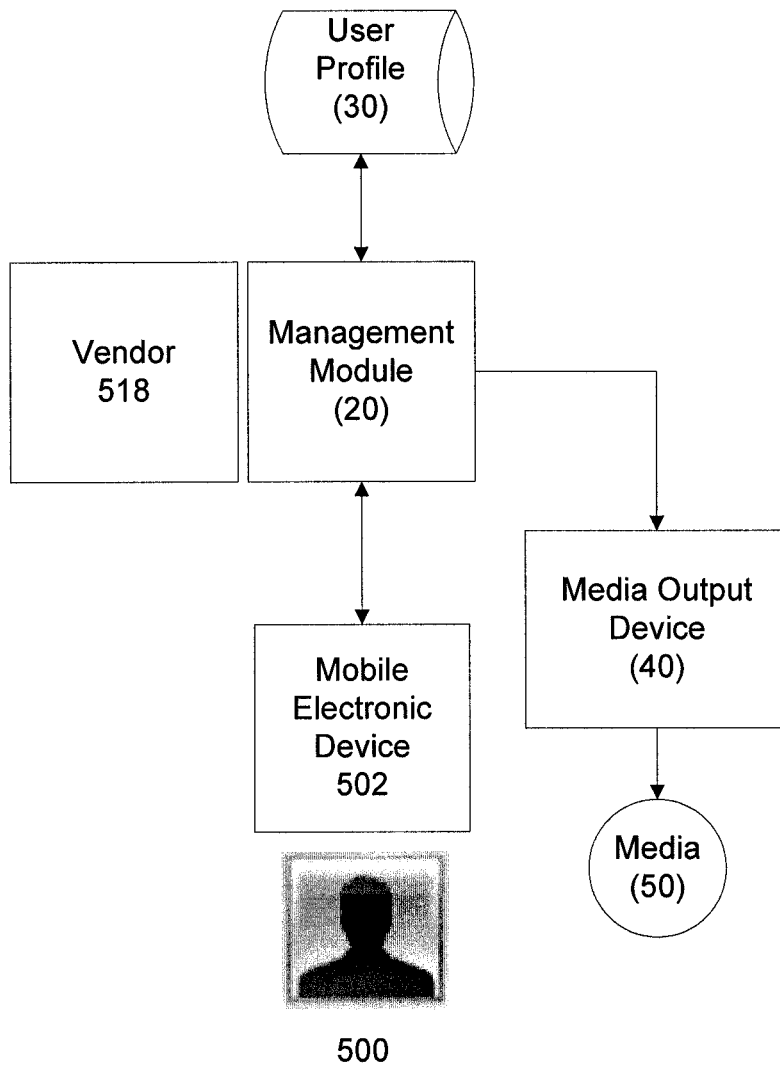 User
Profile
(30)
Vendor
518
Management
Module
(20)
Media Output
Device
(40)
Mobile
Electronic
Device
502
Media
(50)
500